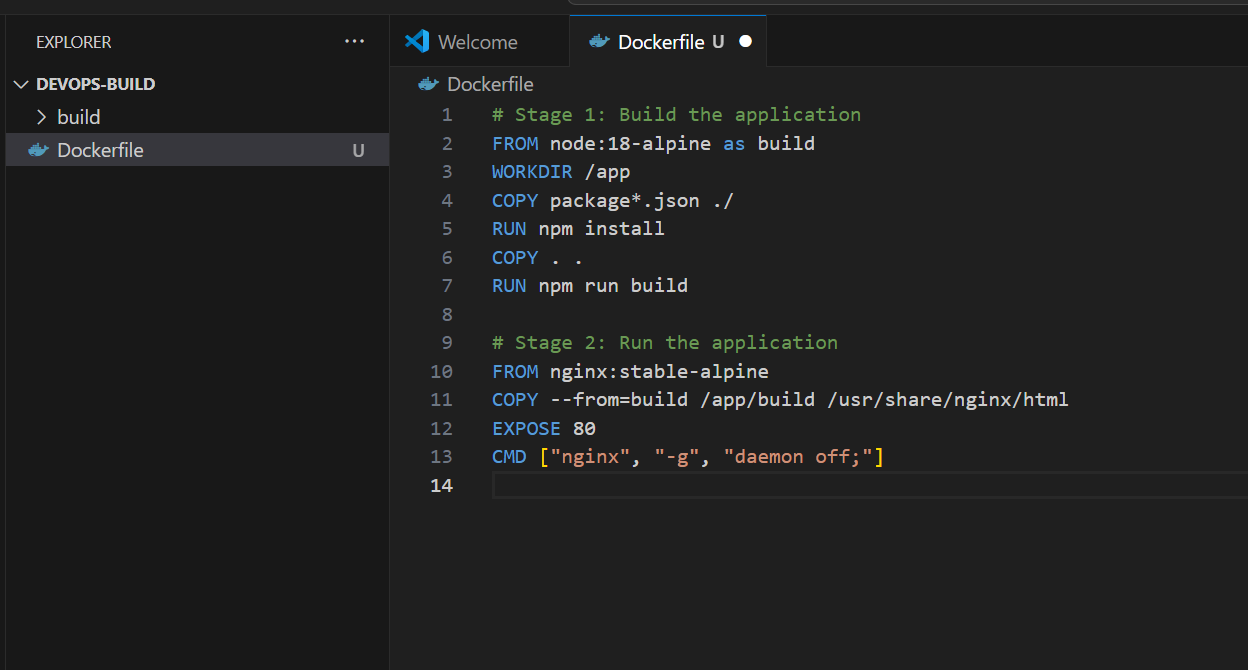 EXPLORER ...
DEVOPS-BUILD
build
Dockerfile U
Welcome
Dockerfile U
Dockerfile
1 # Stage 1: Build the application
2 FROM node:18-alpine as build
3 WORKDIR /app
4 COPY package*.json ./
5 RUN npm install
6 COPY . .
7 RUN npm run build
8
9 # Stage 2: Run the application
10 FROM nginx:stable-alpine
11 COPY --from=build /app/build /usr/share/nginx/html
12 EXPOSE 80
13 CMD ["nginx", "-g", "daemon off;"]
14